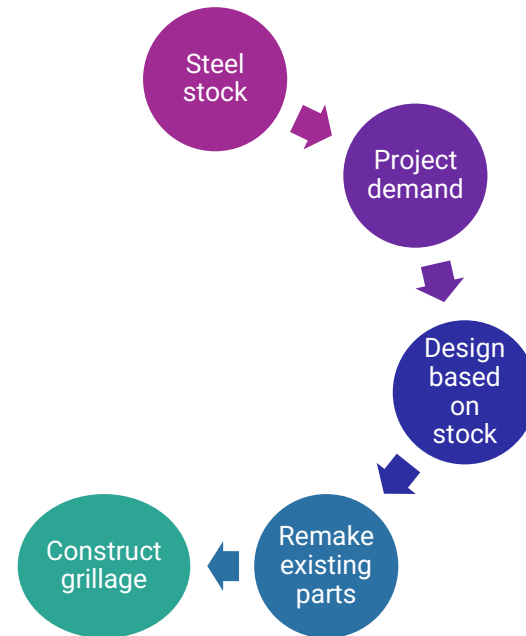 Steel
stock
Project
demand
Design
based
on
stock
Remake
existing
parts
Construct
grillage